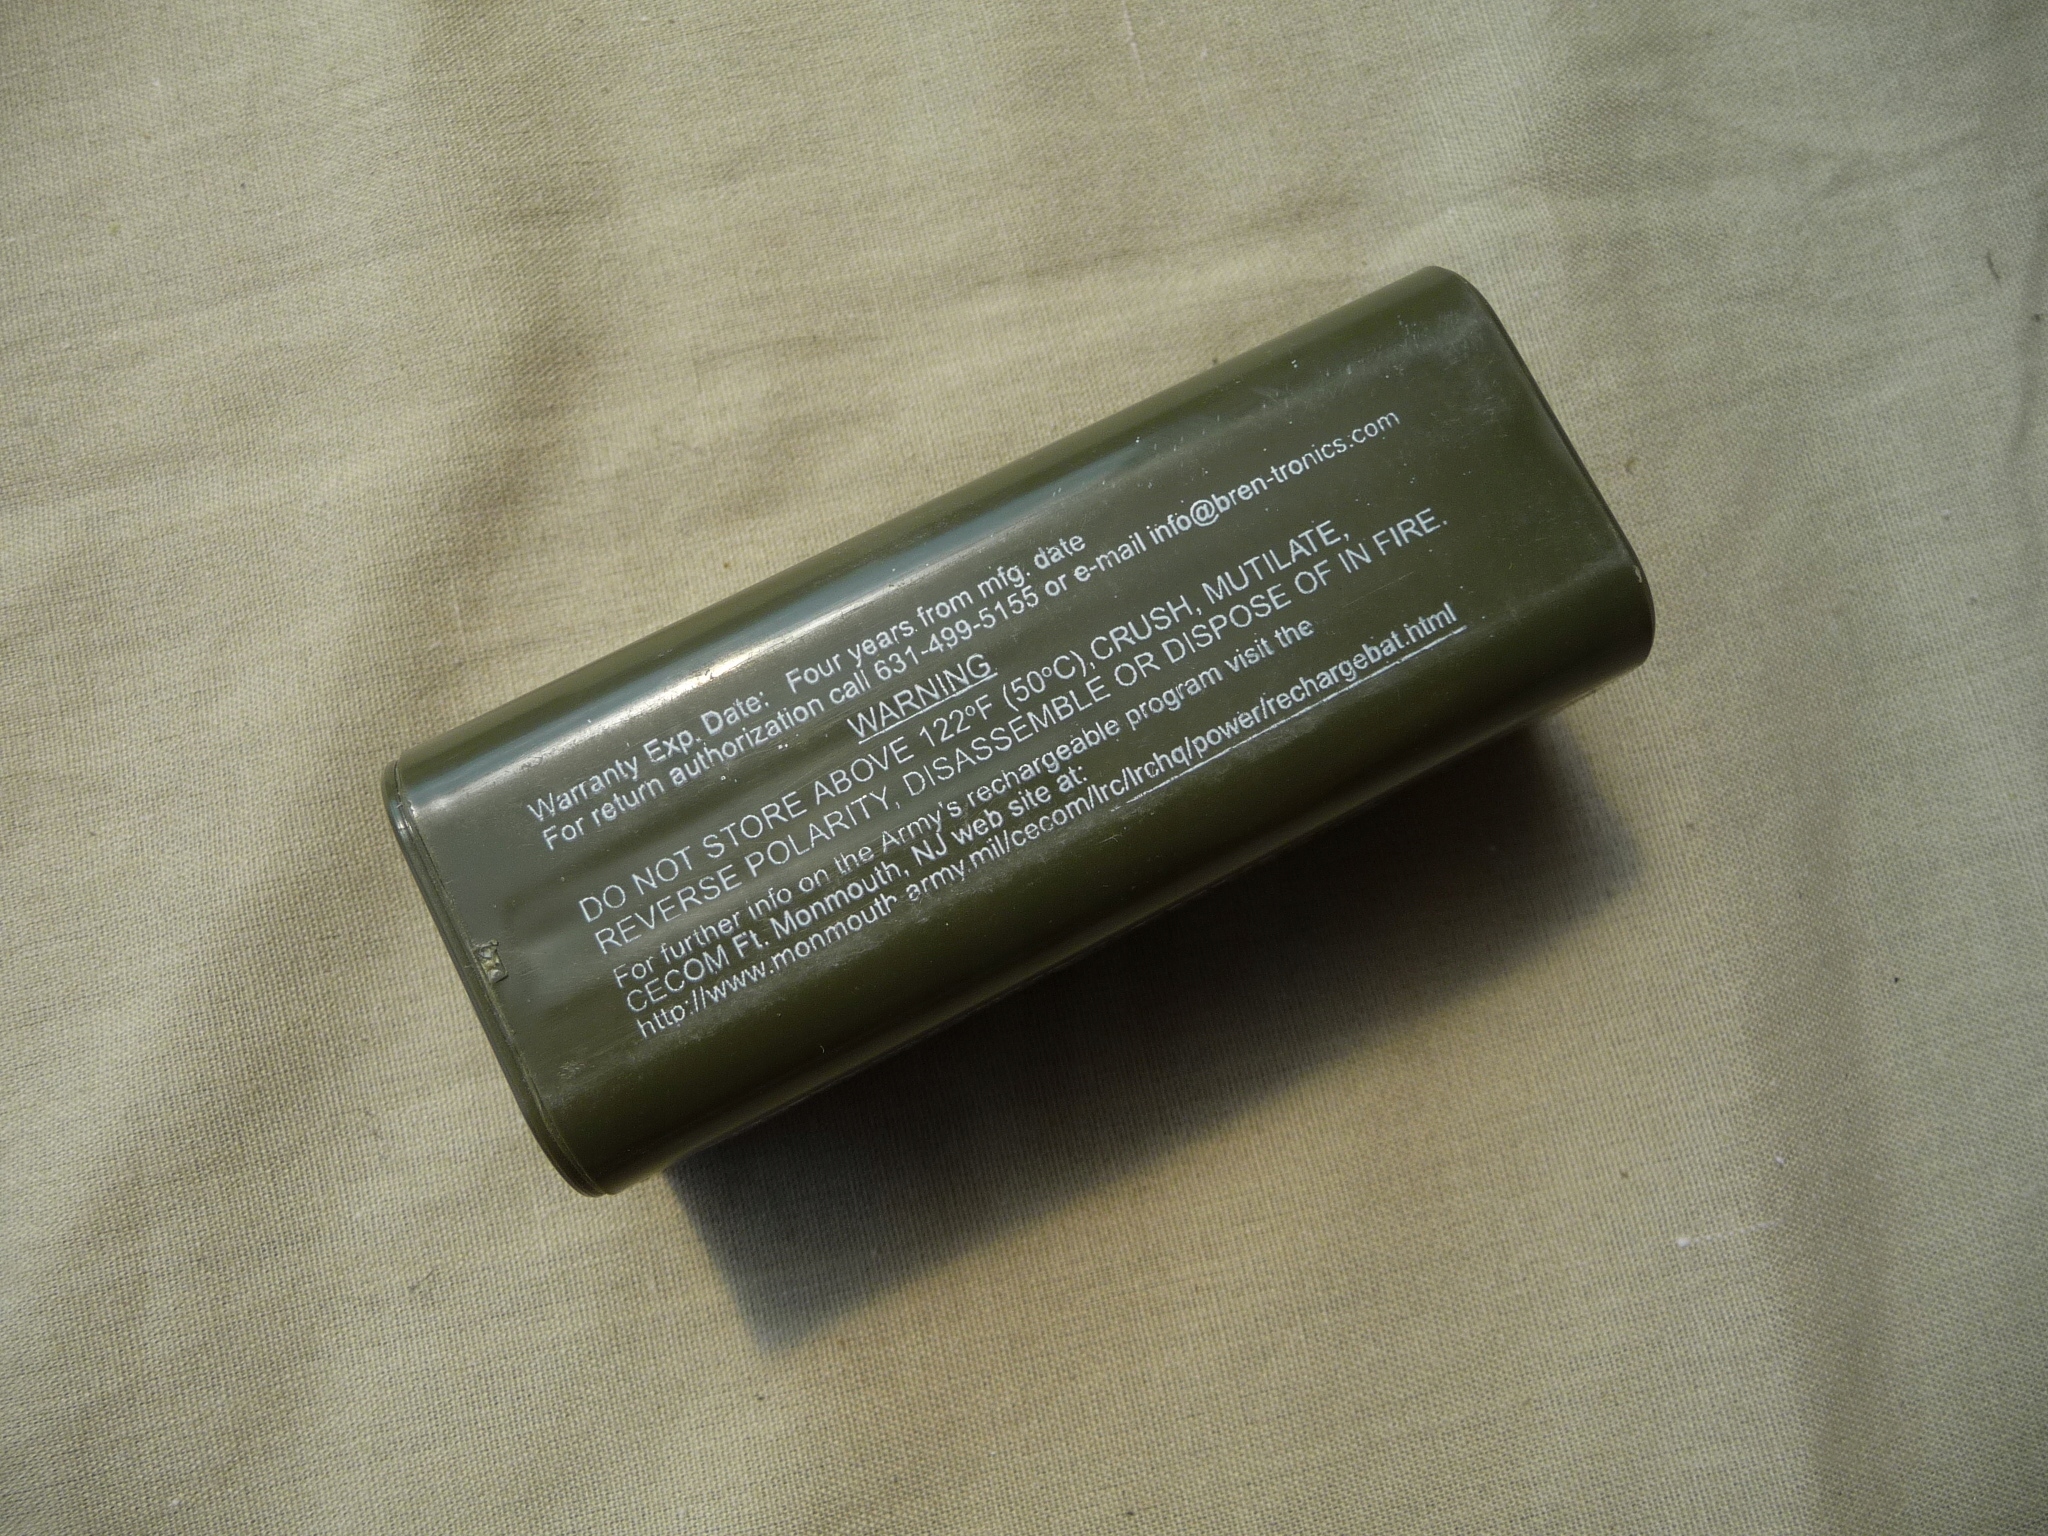 Warranty Exp. Date: Four years from mfg. date
For return authorization call 631-499-5155 or e-mail info@bren-tronics.com
WARNING
DO NOT STORE ABOVE 122°F (50°C),CRUSH, MUTILATE,
REVERSE POLARITY, DISASSEMBLE OR DISPOSE OF IN FIRE.
For further info on the Army's rechargeable program visit the
CECOM Ft. Monmouth, NJ web site at:
http://www.monmouth.army.mil/cecom/lrc/lrchq/power/rechargebat.html